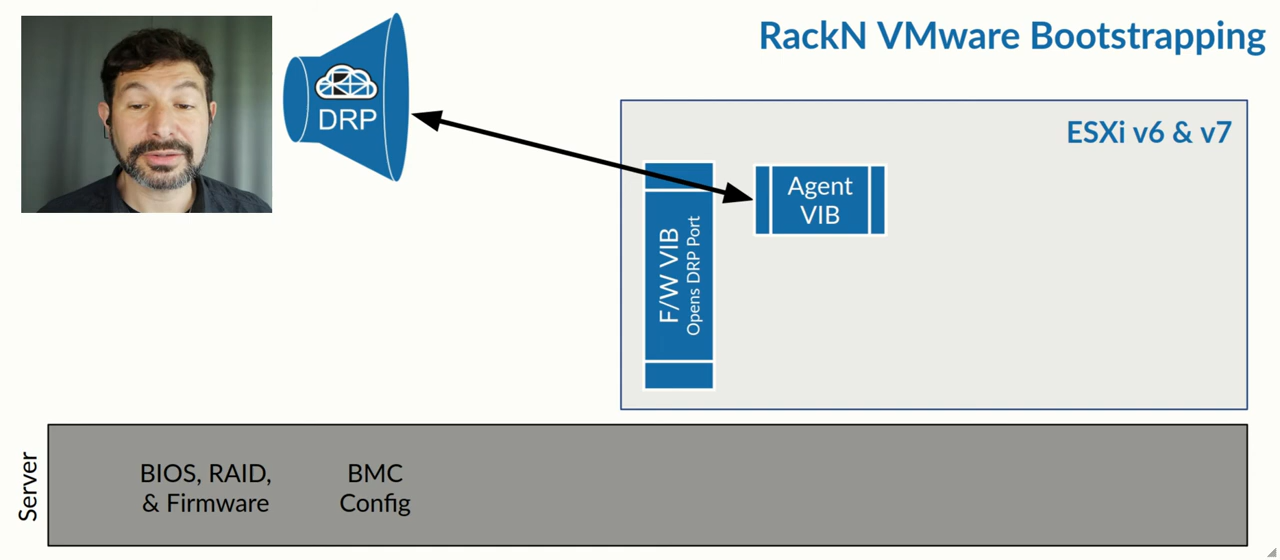 RackN VMware Bootstrapping
DRP
ESXi v6 & v7
Agent
VIB
F/W VIB
Opens DRP Port
Server
BIOS, RAID,
& Firmware
BMC
Config